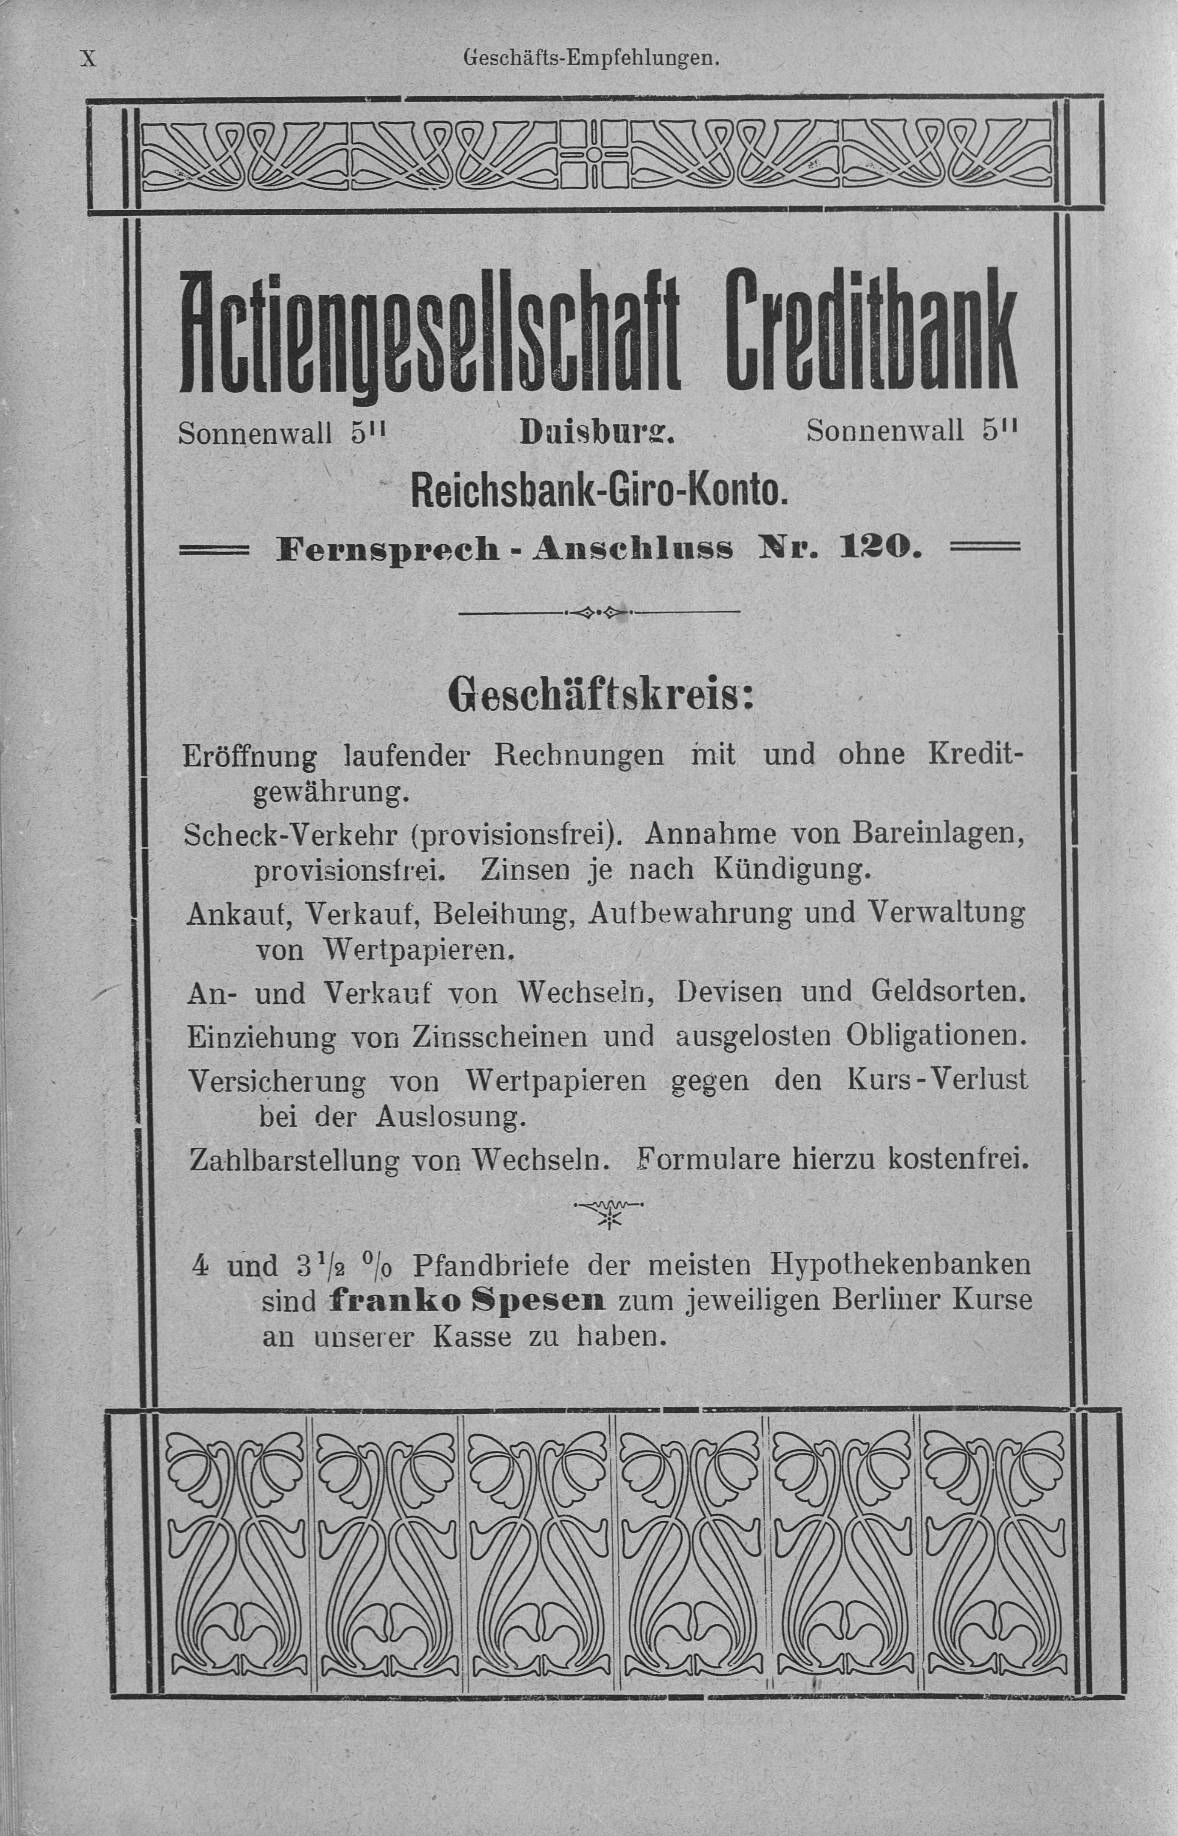 X
Geschäfts-Empfehlungen.
Actiengesellschaft Creditbank
Sonnenwall 5II Duisburg. Sonnenwall 5II
Reichsbank-Giro-Konto.
Fernsprech-Anschluss Nr. 120.
Geschäftskreis:
Eröffnung laufender Rechnungen mit und ohne Kredit-
gewährung.
Scheck-Verkehr (provisionsfrei). Annahme von Bareinlagen,
provisionsfrei. Zinsen je nach Kündigung.
Ankauf, Verkauf, Beleihung, Aufbewahrung und Verwaltung
von Wertpapieren.
An- und Verkauf von Wechseln, Devisen und Geldsorten.
Einziehung von Zinsscheinen und ausgelosten Obligationen.
Versicherung von Wertpapieren gegen den Kurs-Verlust
bei der Auslosung.
Zahlbarstellung von Wechseln. Formulare hierzu kostenfrei.
4 und 3 1/2 % Pfandbriefe der meisten Hypothekenbanken
sind franko Spesen zum jeweiligen Berliner Kurse
an unserer Kasse zu haben.